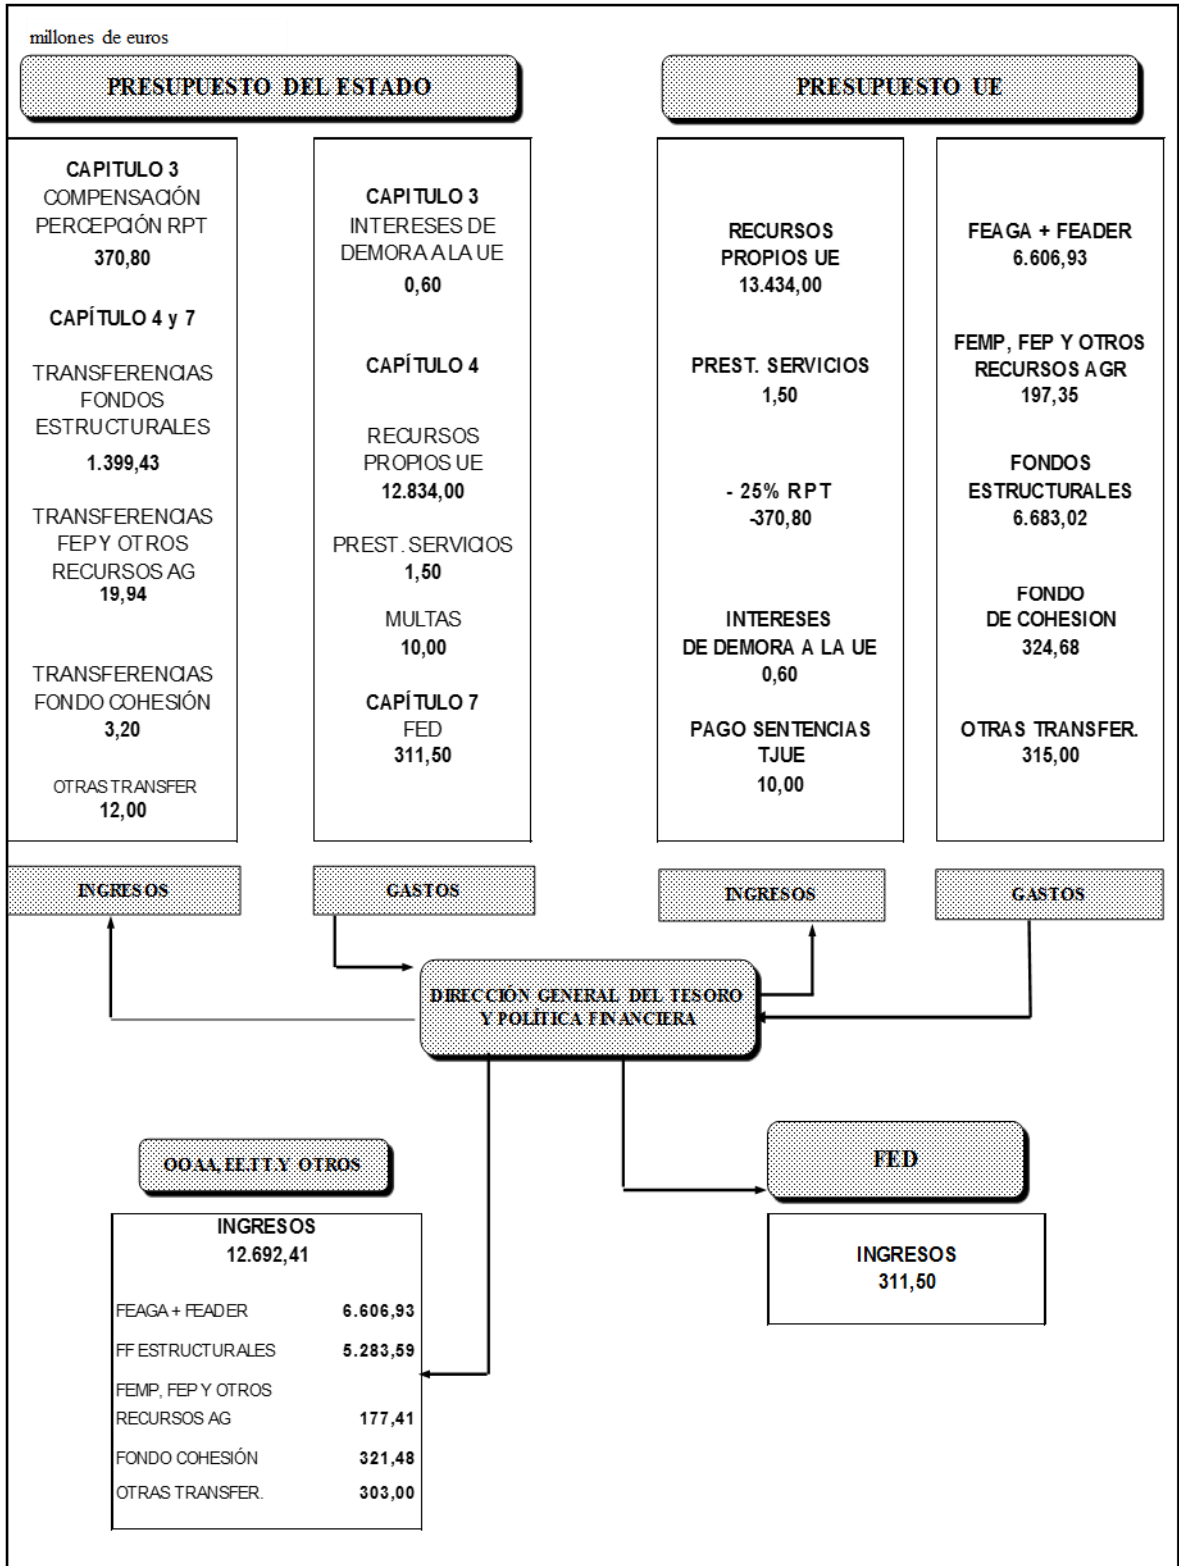 millones de euros
PRESUPUESTO DEL ESTADO
PRESUPUESTO UE
CAPITULO 3
COMPENSACIÓN
PERCEPCIÓN RPT
370,80
CAPÍTULO 4 y 7
TRANSFERENCIAS
FONDOS
ESTRUCTURALES
1.399,43
TRANSFERENCIAS
FEP Y OTROS
RECURSOS AG
19,94
TRANSFERENCIAS
FONDO COHESIÓN
3,20
OTRAS TRANSFER
12,00
CAPITULO 3
INTERESES DE
DEMORA A LA UE
0,60
CAPÍTULO 4
RECURSOS
PROPIOS UE
12.834,00
PREST. SERVICIOS
1,50
MULTAS
10,00
CAPÍTULO 7
FED
311,50
RECURSOS
PROPIOS UE
13.434,00
PREST. SERVICIOS
1,50
- 25% RPT
-370,80
INTERESES
DE DEMORA A LA UE
0,60
PAGO SENTENCIAS
TJUE
10,00
FEAGA + FEADER
6.606,93
FEMP, FEP Y OTROS
RECURSOS AGR
197,35
FONDOS
ESTRUCTURALES
6.683,02
FONDO
DE COHESION
324,68
OTRAS TRANSFER.
315,00
INGRESOS
GASTOS
INGRESOS
GASTOS
DIRECCIÓN GENERAL DEL TESORO
Y POLÍTICA FINANCIERA
OOAA, EE.TT. Y OTROS
INGRESOS
12.692,41
FEAGA + FEADER 6.606,93
FF ESTRUCTURALES 5.283,59
FEMP, FEP Y OTROS
RECURSOS AG 177,41
FONDO COHESIÓN 321,48
OTRAS TRANSFER. 303,00
FED
INGRESOS
311,50